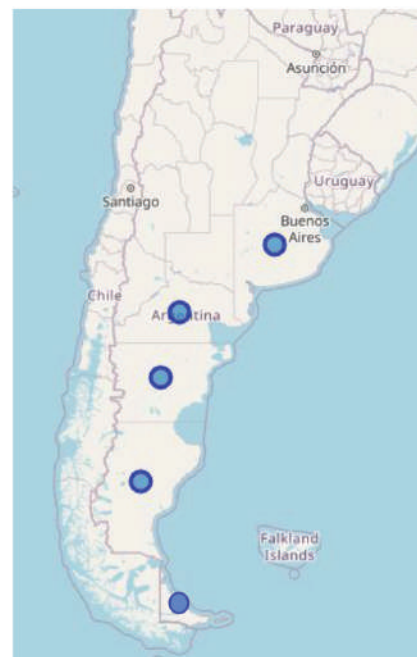 Paraguay
Asunción
Uruguay
Santiago
Buenos
Aires
Chile
Argentina
Falkland
Islands